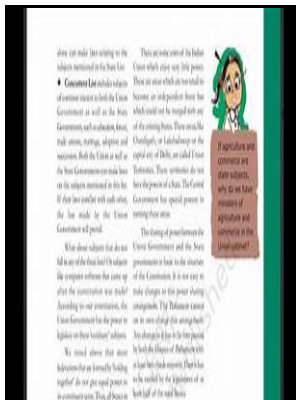 alone can make laws relating to the
subjects mentioned in the State List.
Concurrent List includes subjects
of common interest to both the Union
Government as well as the State
Governments, such as education, forest,
trade unions, marriage, adoption and
succession. Both the Union as well as
the State Governments can make laws
on the subjects mentioned in this list.
If their laws conflict with each other,
the law made by the Union
Government will prevail.
What about subjects that do not
fall in any of the three lists? Or subjects
like computer software that came up
after the constitution was made?
According to our constitution, the
Union Government has the power to
legislate on these 'residuary' subjects.
We noted above that most
federations that are formed by 'holding
together' do not give equal power to
its constituent units. Thus, all States in
There are some units of the Indian
Union which enjoy very little power.
These are areas which are too small to
become an independent State but
which could not be merged with any
of the existing States. These areas, like
Chandigarh, or Lakshadweep or the
capital city of Delhi, are called Union
Territories. These territories do not
have the powers of a State. The Central
Government has special powers in
running these areas.
The sharing of power between the
Union Government and the State
governments is basic to the structure
of the Constitution. It is not easy to
make changes to this power sharing
arrangement. The Parliament cannot
on its own change this arrangement.
Any change to it has to be first passed
by both the Houses of Parliament with
at least two-thirds majority. Then it has
to be ratified by the legislatures of at
least half of the total States.
If agriculture and
commerce are
state subjects,
why do we have
ministers of
agriculture and
commerce in the
Union cabinet?